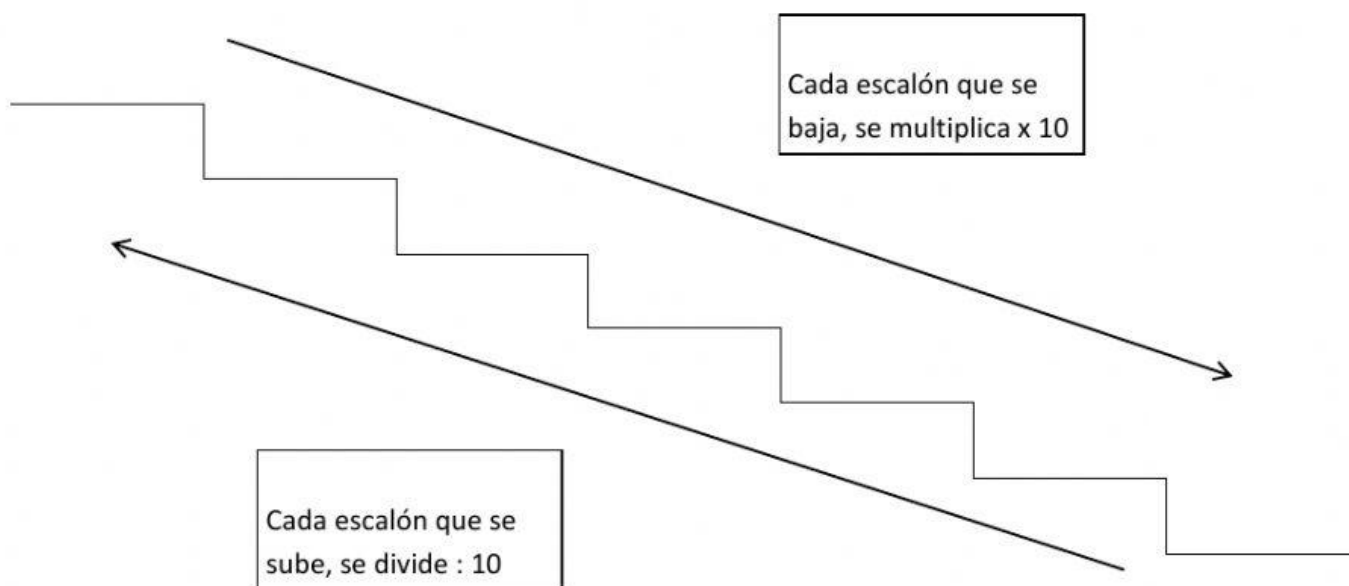 Cada escalón que se
baja, se multiplica x 10
Cada escalón que se
sube, se divide : 10